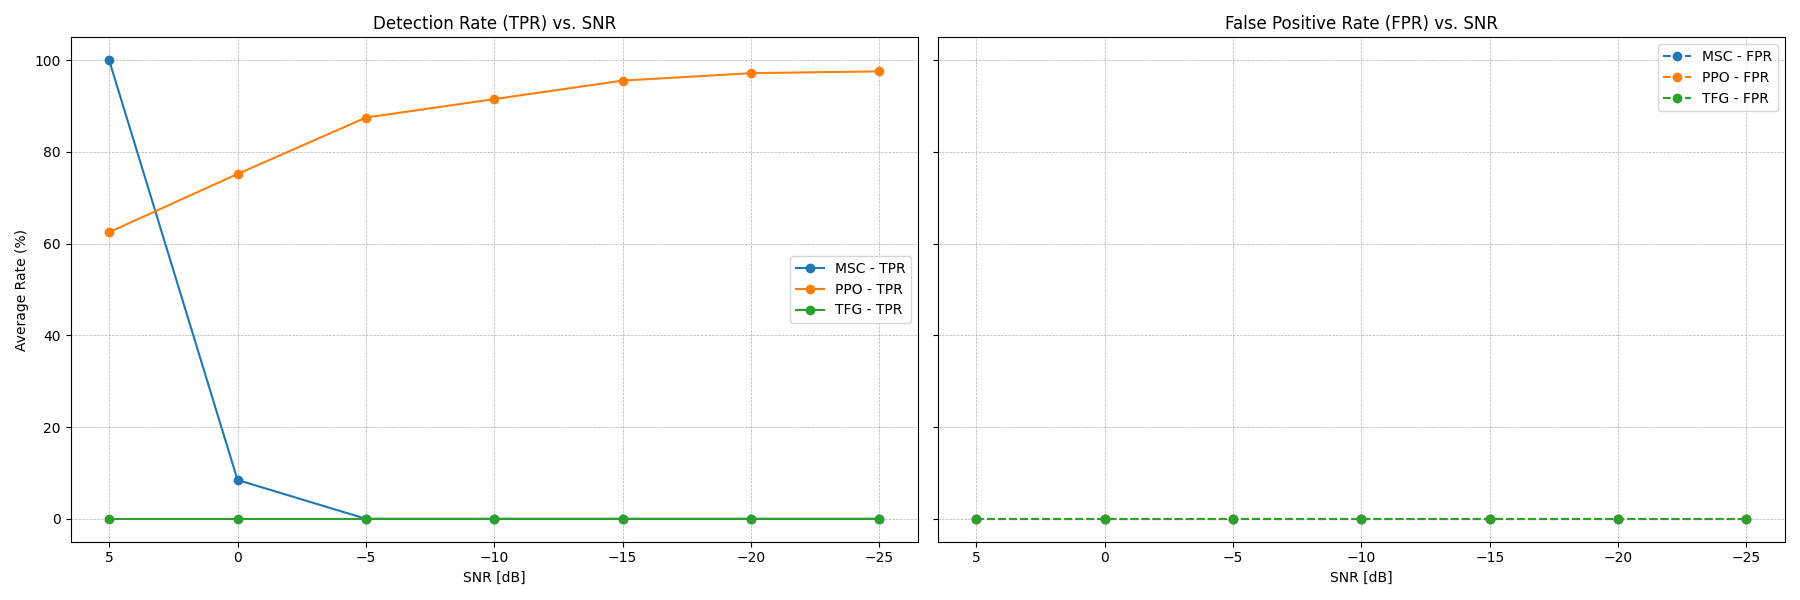 Detection Rate (TPR) vs. SNR
Average Rate (%)
100
80
60
40
20
0
5
0
−5
−10
−15
−20
−25
SNR [dB]
MSC - TPR
PPO - TPR
TFG - TPR
False Positive Rate (FPR) vs. SNR
MSC - FPR
PPO - FPR
TFG - FPR
5
0
−5
−10
−15
−20
−25
SNR [dB]